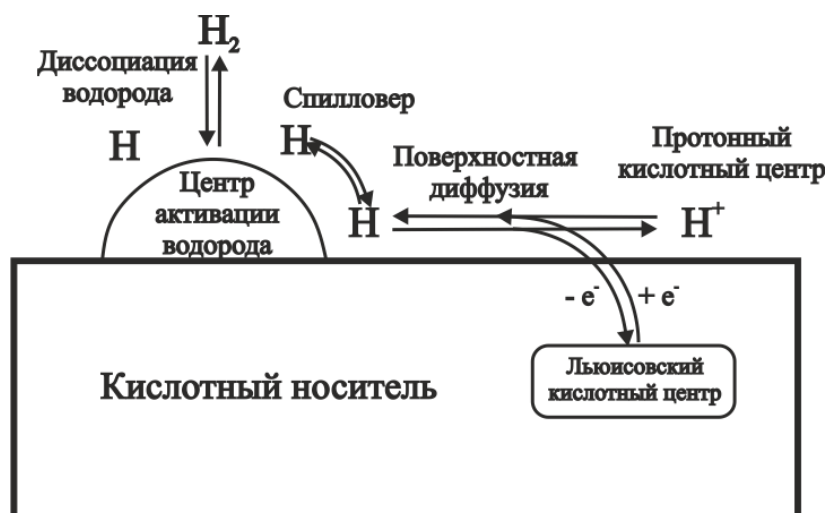 H₂
Диссоциация
водорода
H
Центр
активации
водорода
Спилловер
H
H
Поверхностная
диффузия
Протонный
кислотный центр
H⁺
- e⁻
+ e⁻
Льюисовский
кислотный центр
Кислотный носитель